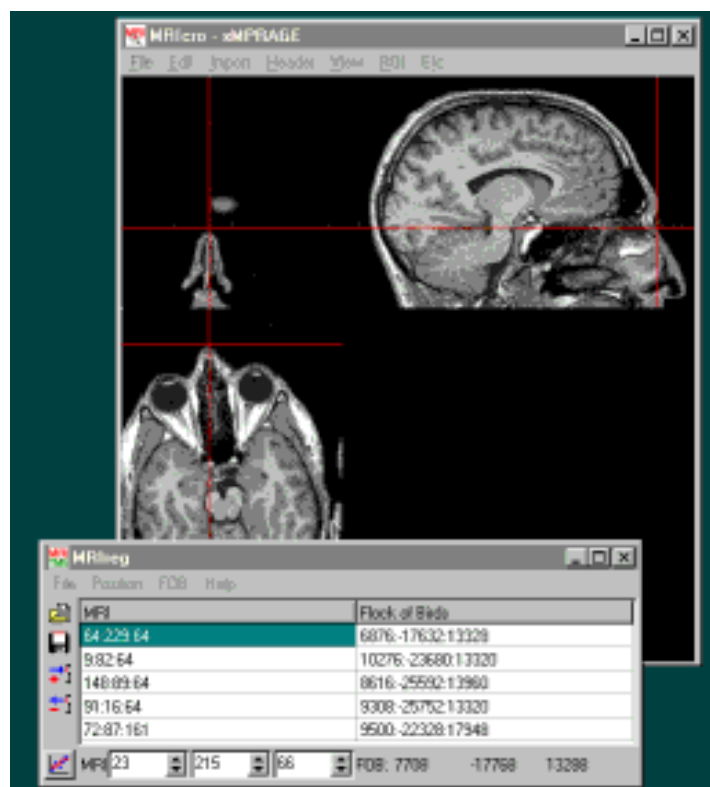 MRIcro - xMPRAGE
File Edit Import Header View ROI Etc
MRIreg
File Position FOB Help
MRI Flock of Birds
64:229:64 6876:-17632:13328
9:82:64 10276:-23680:13320
148:89:64 8616:-25592:13960
91:16:64 9308:-25752:13320
72:87:161 9500:-22328:17948
MRI 23 215 66 FOB: 7708 -17768 13288